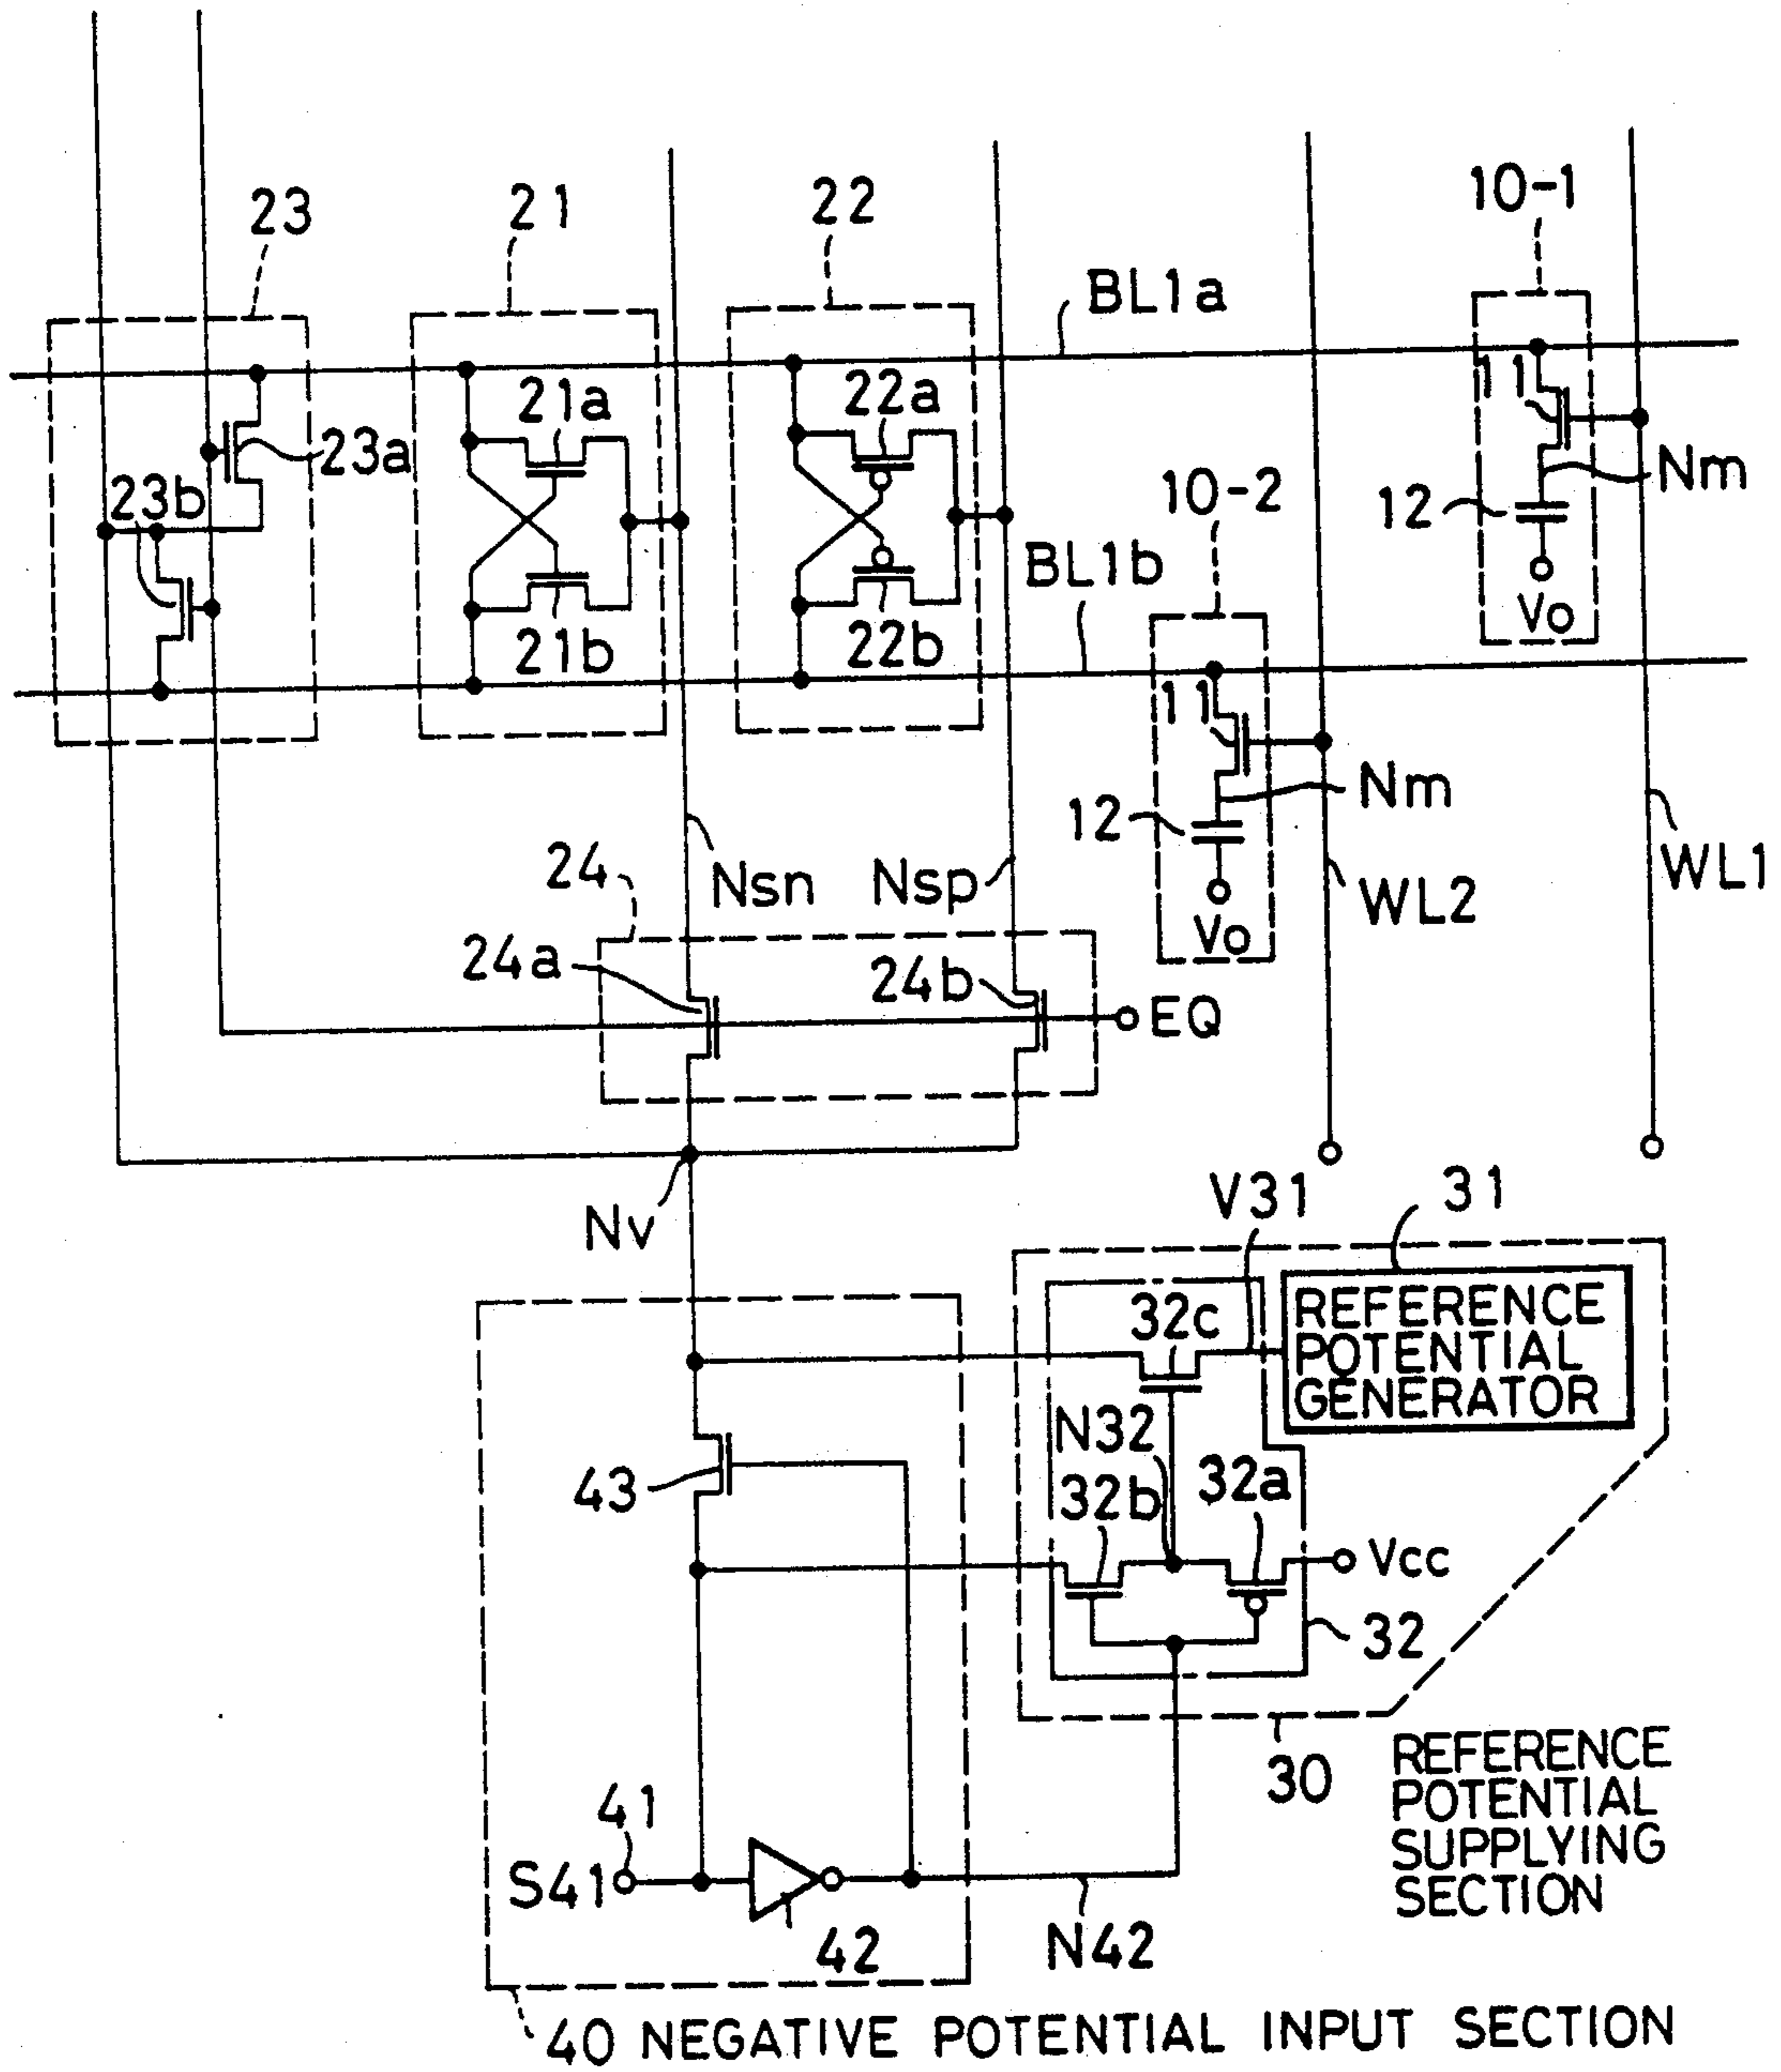 10-1
23
21
22
BL1a
11
21a
22a
23a
Nm
10-2
12
23b
BL1b
Vo
21b
22b
11
Nm
12
24
Nsn
Nsp
WL1
WL2
Vo
24a
24b
EQ
V31
31
Nv
32c
REFERENCE
POTENTIAL
GENERATOR
N32
43
32b
32a
Vcc
32
30
REFERENCE
POTENTIAL
SUPPLYING
SECTION
41
S41
42
N42
40 NEGATIVE POTENTIAL INPUT SECTION